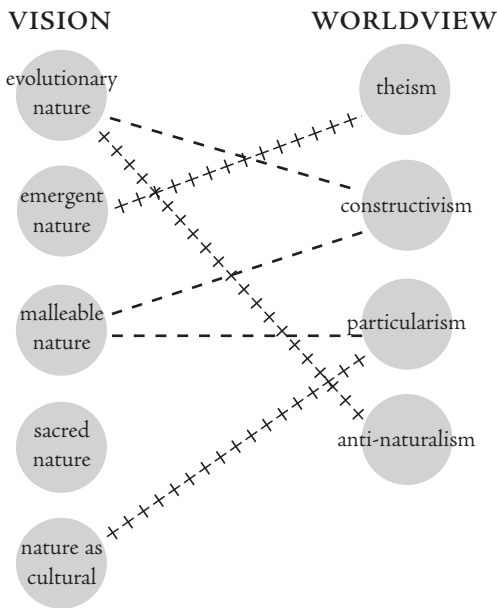 VISION
evolutionary
nature
emergent
nature
malleable
nature
sacred
nature
nature as
cultural
WORLDVIEW
theism
constructivism
particularism
anti-naturalism